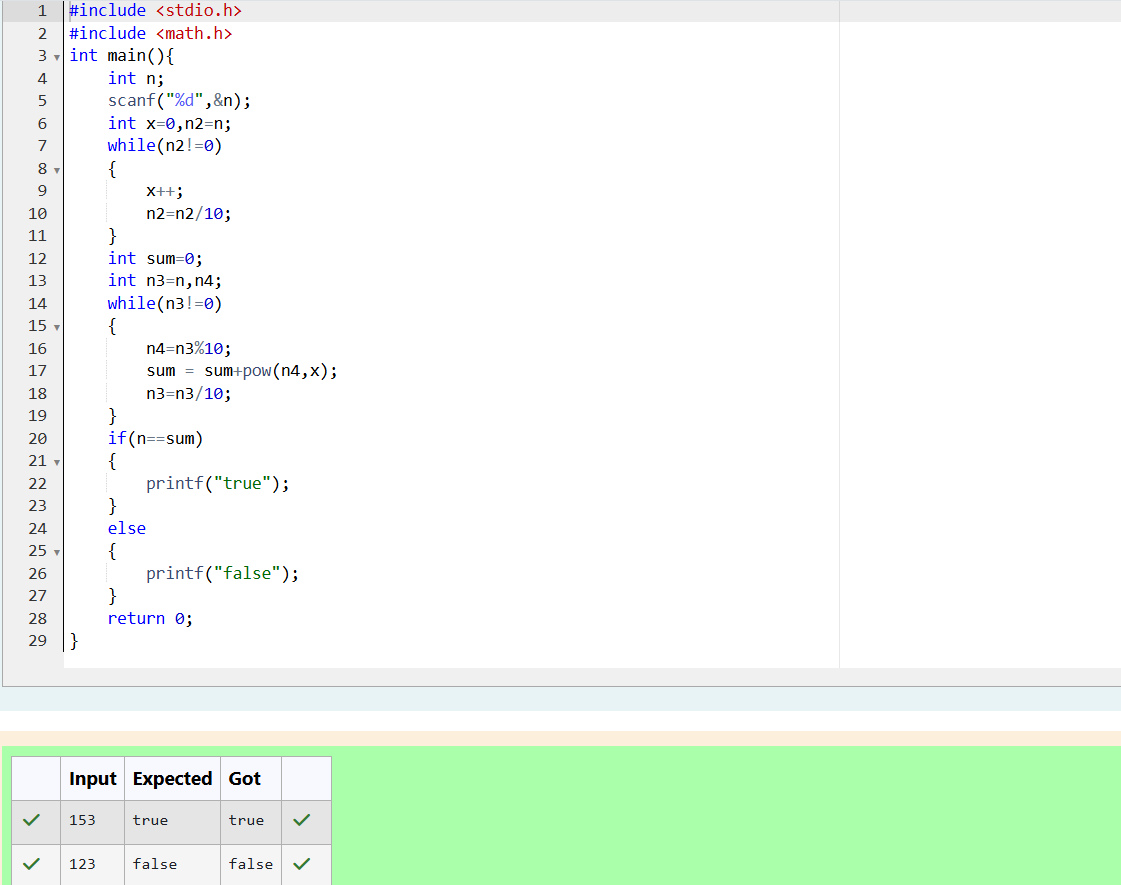 1 #include <stdio.h>
2 #include <math.h>
3 int main(){
4     int n;
5     scanf("%d",&n);
6     int x=0,n2=n;
7     while(n2!=0)
8     {
9         x++;
10         n2=n2/10;
11     }
12     int sum=0;
13     int n3=n,n4;
14     while(n3!=0)
15     {
16         n4=n3%10;
17         sum = sum+pow(n4,x);
18         n3=n3/10;
19     }
20     if(n==sum)
21     {
22         printf("true");
23     }
24     else
25     {
26         printf("false");
27     }
28     return 0;
29 }
Input Expected Got
153 true true
123 false false